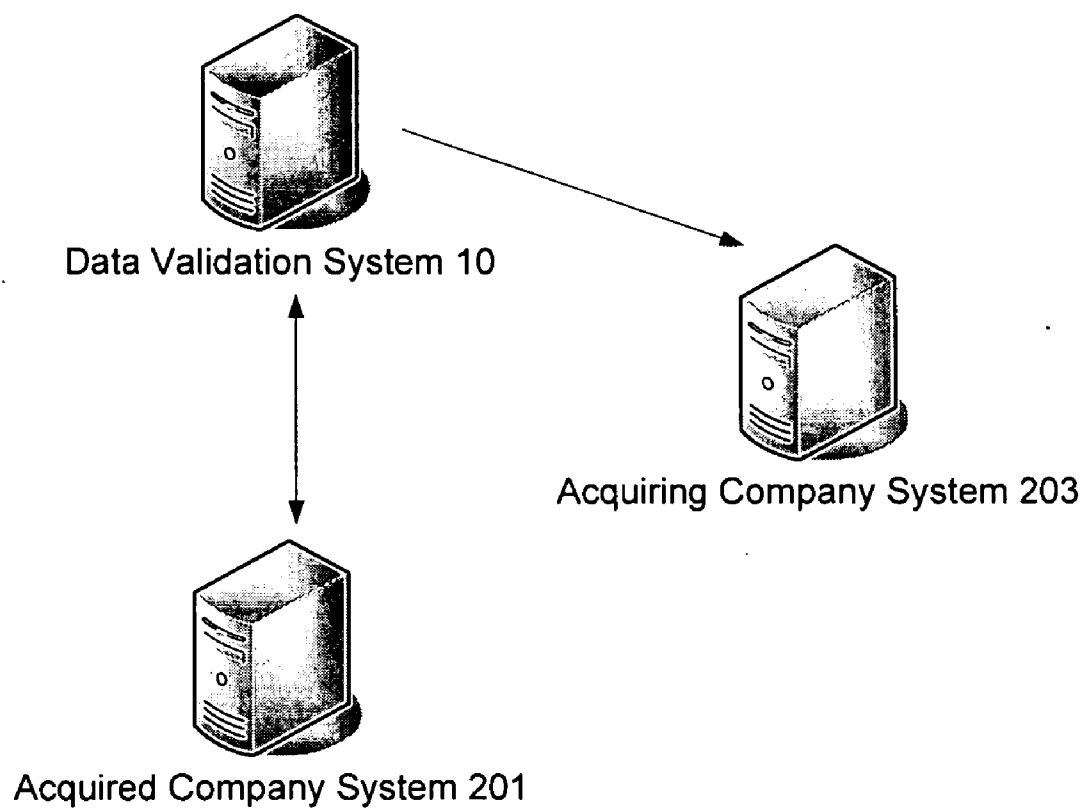 Data Validation System 10
Acquiring Company System 203
Acquired Company System 201